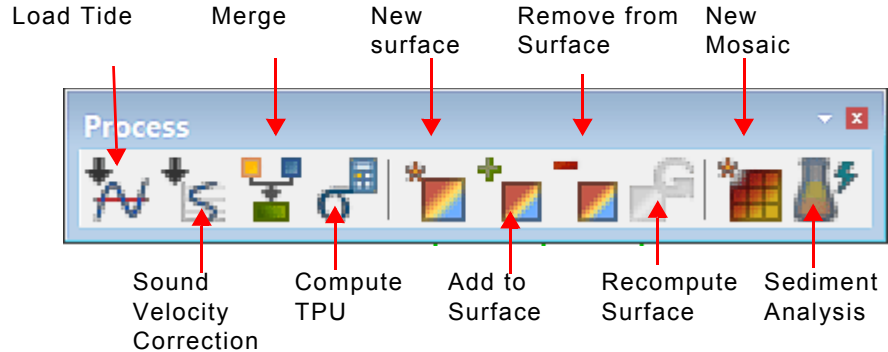 Load Tide
Merge
New
surface
Remove from
Surface
New
Mosaic
Process
Sound
Velocity
Correction
Compute
TPU
Add to
Surface
Recompute
Surface
Sediment
Analysis